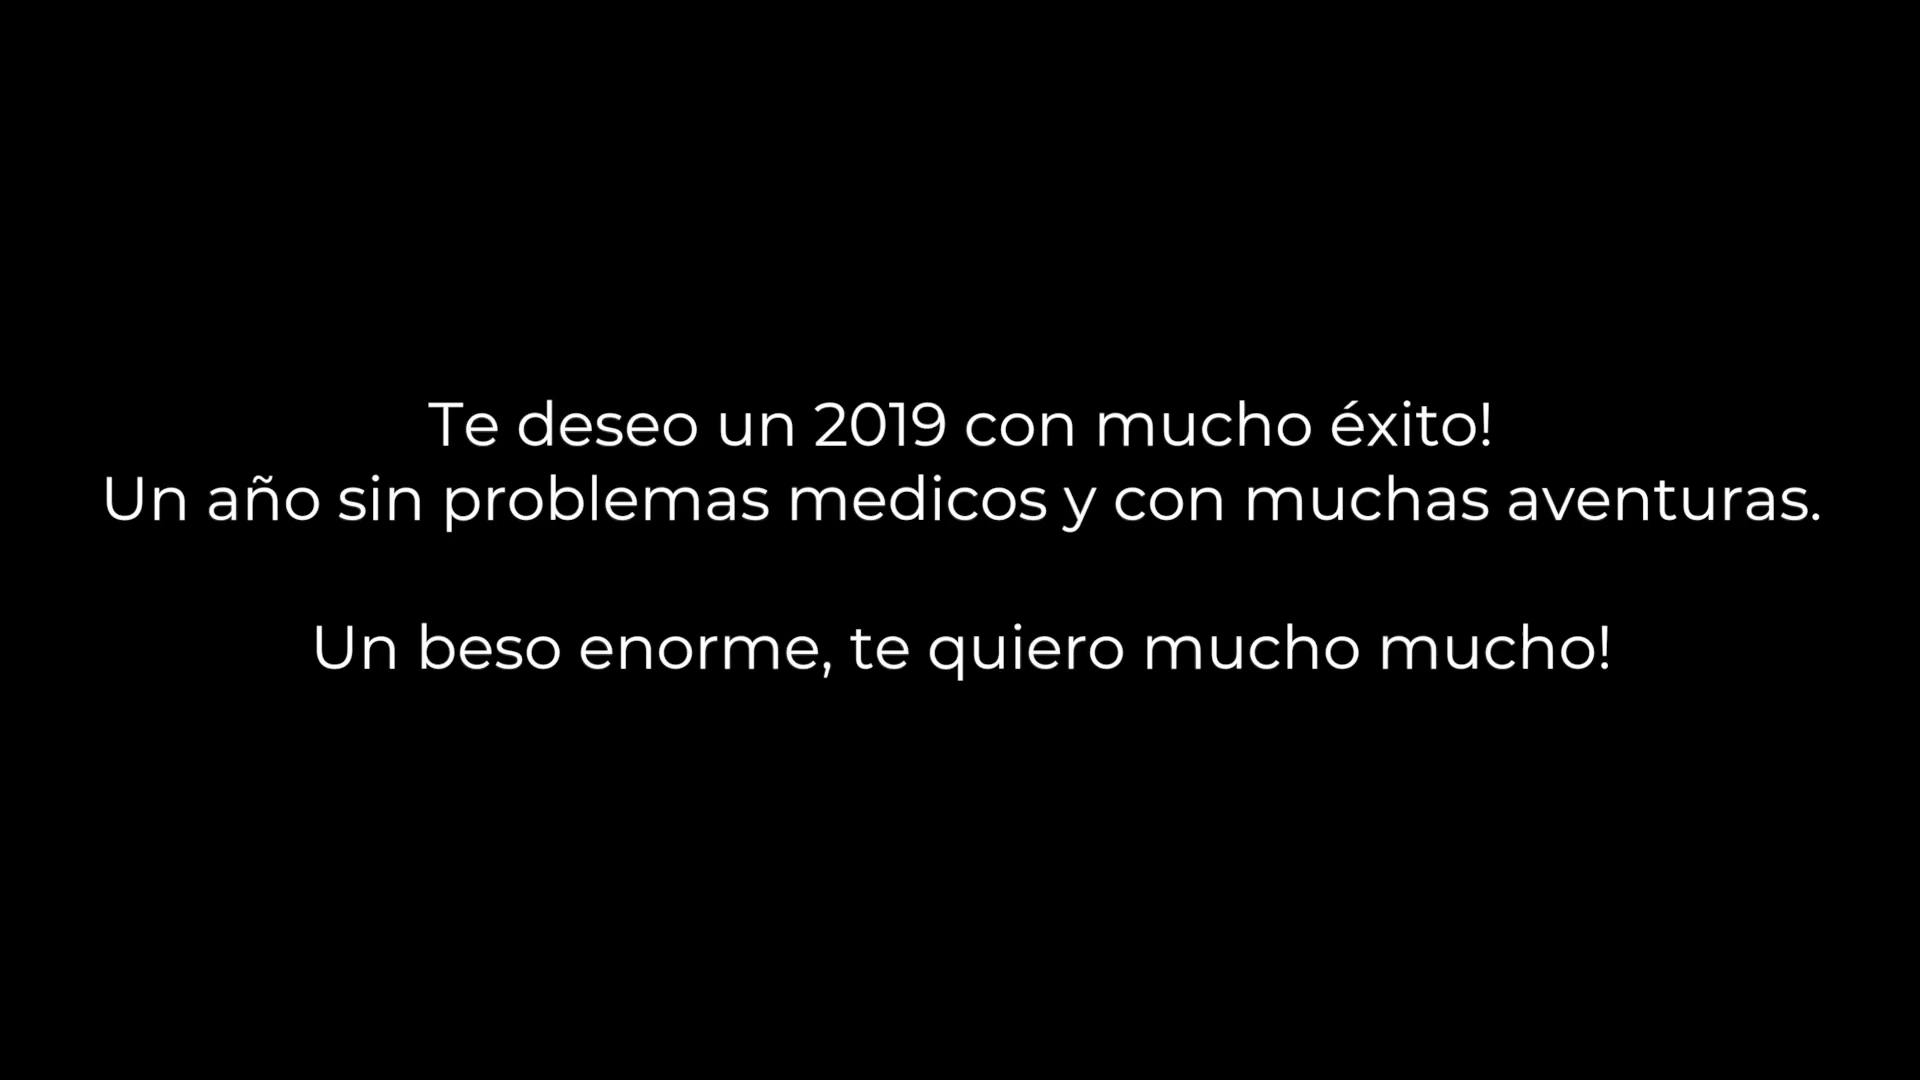 Te deseo un 2019 con mucho éxito!
Un año sin problemas medicos y con muchas aventuras.
Un beso enorme, te quiero mucho mucho!